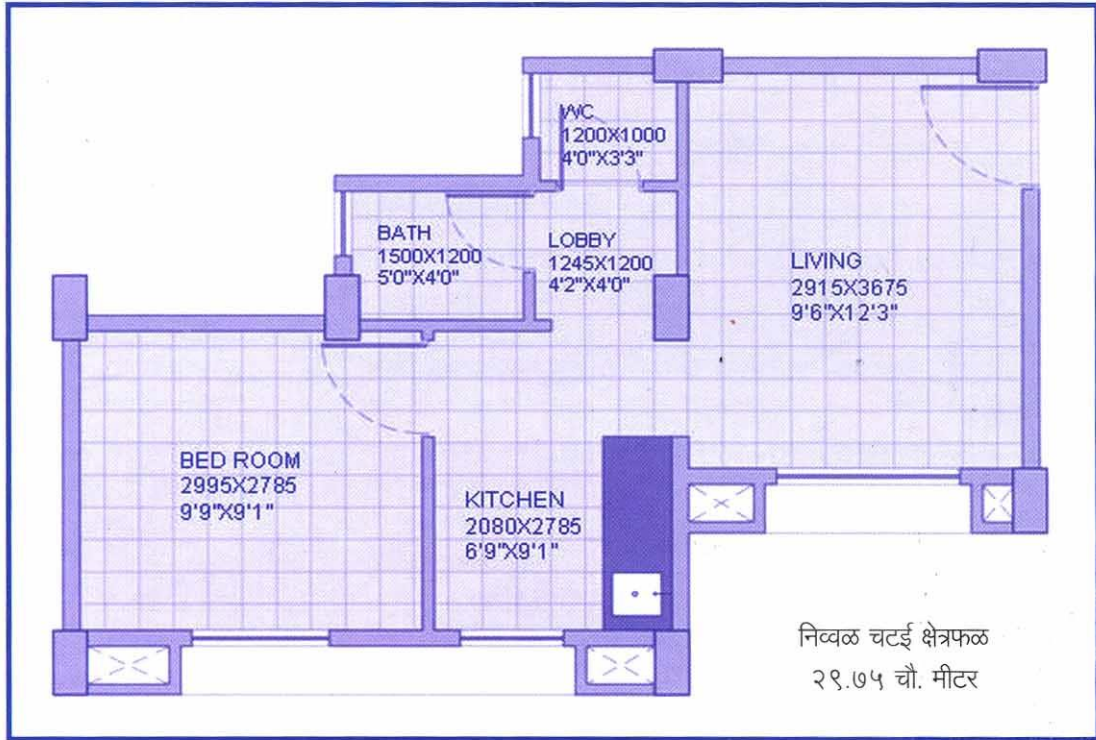 WC
1200X1000
4'0"X3'3"
BATH
1500X1200
5'0"X4'0"
LOBBY
1245X1200
4'2"X4'0"
LIVING
2915X3675
9'6"X12'3"
BED ROOM
2995X2785
9'9"X9'1"
KITCHEN
2080X2785
6'9"X9'1"
निव्वळ चटई क्षेत्रफळ
२९.७५ चौ. मीटर